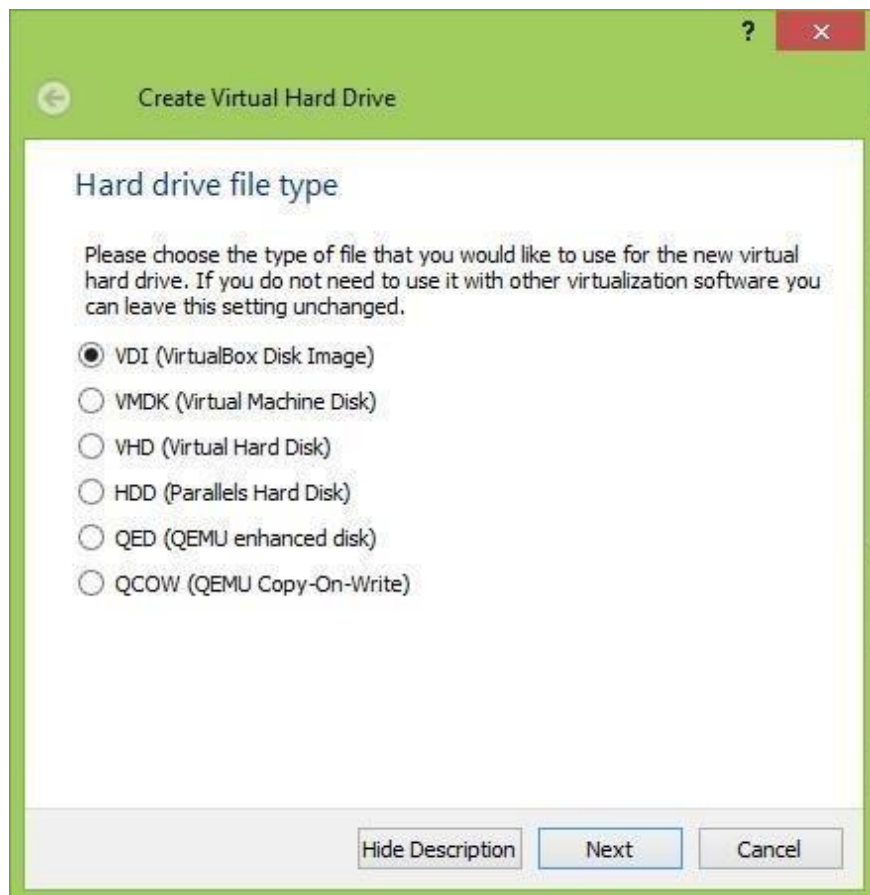 ?
Create Virtual Hard Drive
Hard drive file type
Please choose the type of file that you would like to use for the new virtual
hard drive. If you do not need to use it with other virtualization software you
can leave this setting unchanged.
VDI (VirtualBox Disk Image)
VMDK (Virtual Machine Disk)
VHD (Virtual Hard Disk)
HDD (Parallels Hard Disk)
QED (QEMU enhanced disk)
QCOW (QEMU Copy-On-Write)
Hide Description Next Cancel